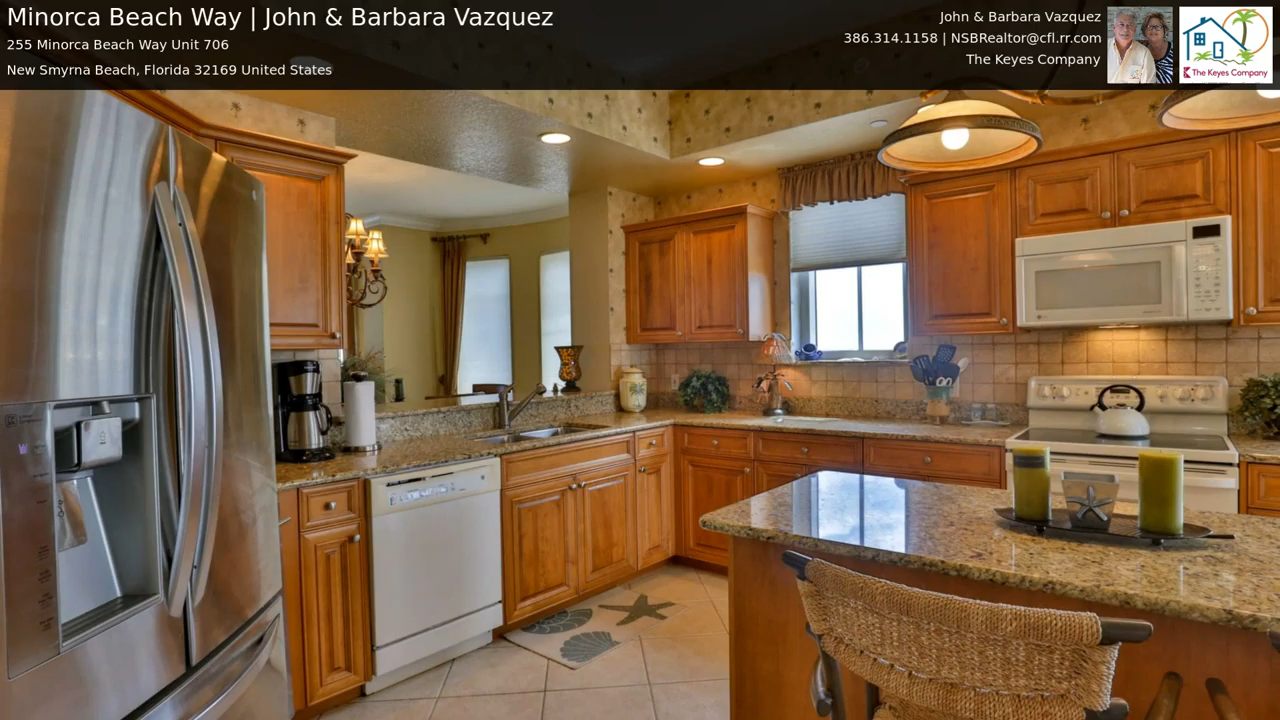 Minorca Beach Way | John & Barbara Vazquez
255 Minorca Beach Way Unit 706
New Smyrna Beach, Florida 32169 United States
John & Barbara Vazquez
386.314.1158 | NSBRealtor@cfl.rr.com
The Keyes Company
The Keyes Company